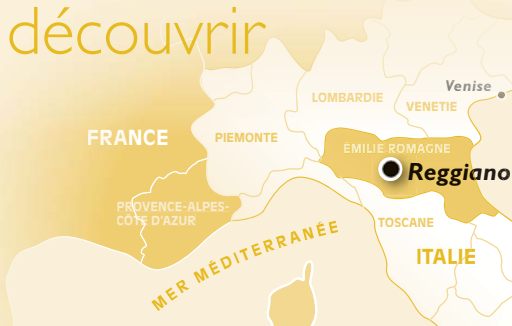 découvrir
Venise
LOMBARDIE
VENETIE
FRANCE
PIEMONTE
ÉMILIE ROMAGNE
Reggiano
PROVENCE-ALPES-
CÔTE D'AZUR
TOSCANE
MER MÉDITERRANÉE
ITALIE